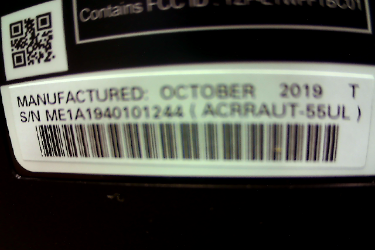 Contains FCC ID :
MANUFACTURED: OCTOBER 2019 T
S/N ME1A1940101244 ( ACRRAUT-55UL )